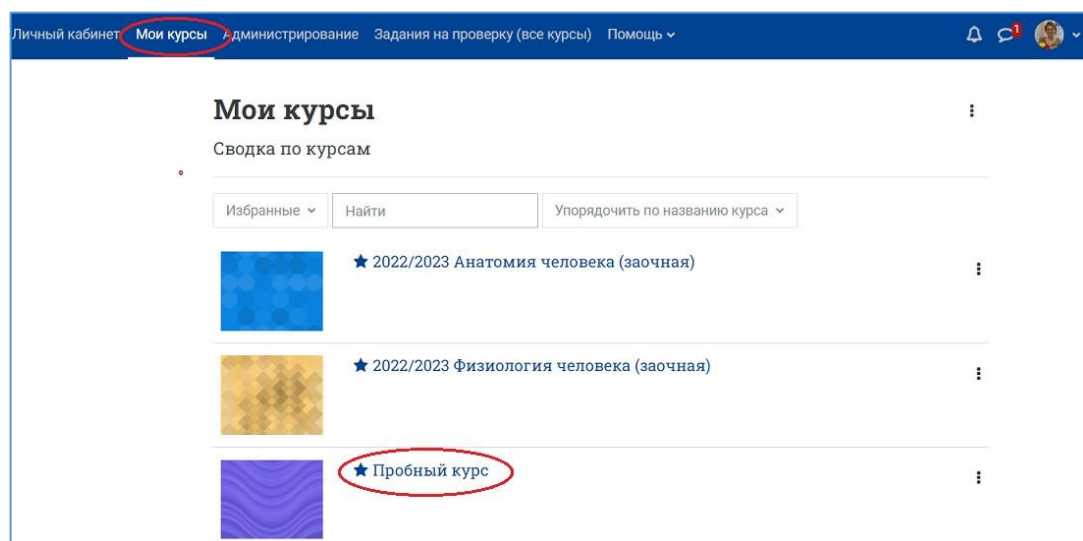 Личный кабинет Мои курсы Администрирование Задания на проверку (все курсы) Помощь 1
Мои курсы
Сводка по курсам
Избранные Найти Упорядочить по названию курса
2022/2023 Анатомия человека (заочная)
2022/2023 Физиология человека (заочная)
Пробный курс